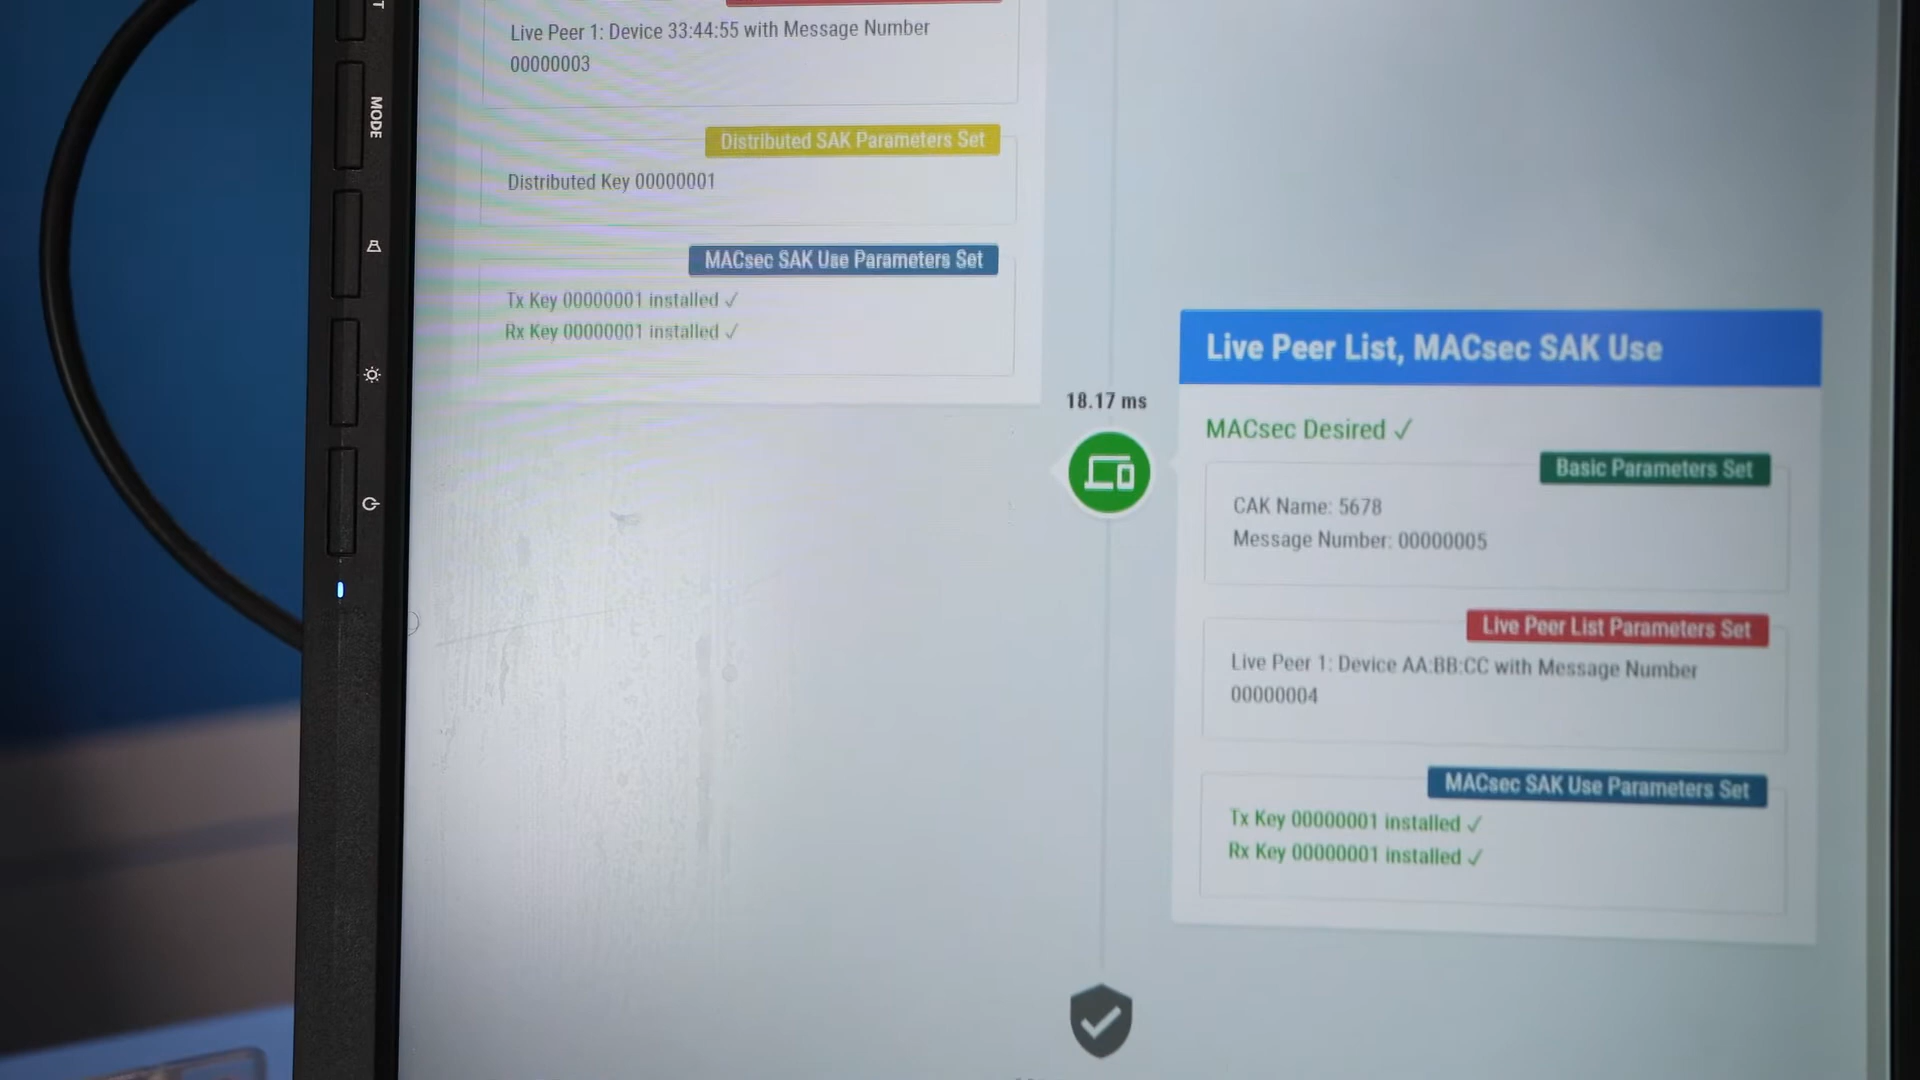 MODE
Live Peer 1: Device 33:44:55 with Message Number
00000003
Distributed SAK Parameters Set
Distributed Key 00000001
MACsec SAK Use Parameters Set
Tx Key 00000001 installed ✓
Rx Key 00000001 installed ✓
18.17 ms
Live Peer List, MACsec SAK Use
MACsec Desired ✓
Basic Parameters Set
CAK Name: 5678
Message Number: 00000005
Live Peer List Parameters Set
Live Peer 1: Device AA:BB:CC with Message Number
00000004
MACsec SAK Use Parameters Set
Tx Key 00000001 installed ✓
Rx Key 00000001 installed ✓